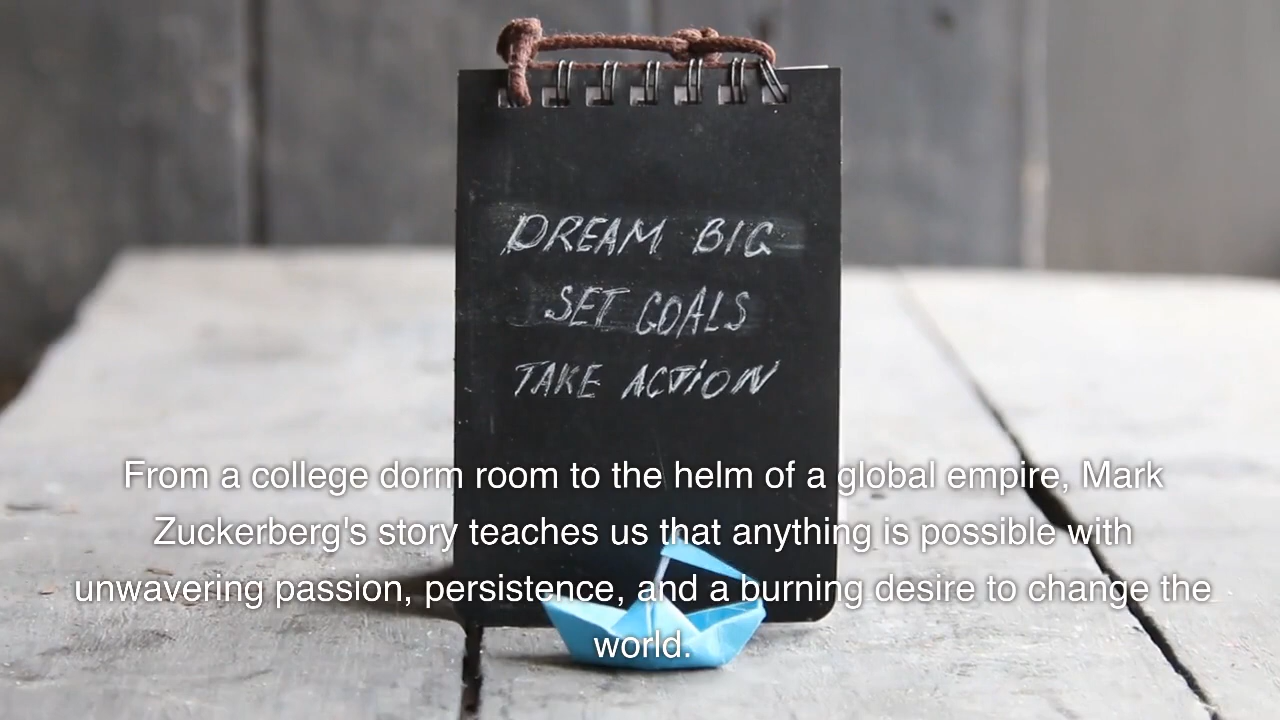 DREAM BIG
SET GOALS
TAKE ACTION
From a college dorm room to the helm of a global empire, Mark
Zuckerberg's story teaches us that anything is possible with
unwavering passion, persistence, and a burning desire to change the
world.